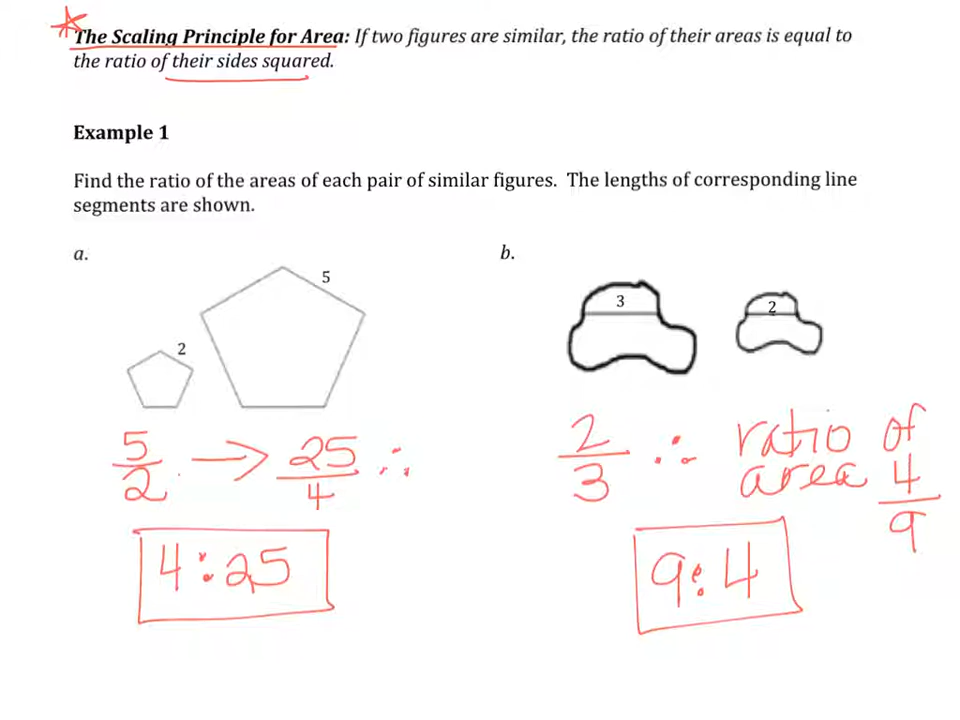 The Scaling Principle for Area: If two figures are similar, the ratio of their areas is equal to
the ratio of their sides squared.
Example 1
Find the ratio of the areas of each pair of similar figures. The lengths of corresponding line
segments are shown.
a.
5
2
5/2 → 25/4 ∴
4:25
b.
3
2
2/3 ∴ ratio of
area 4/9
9:4